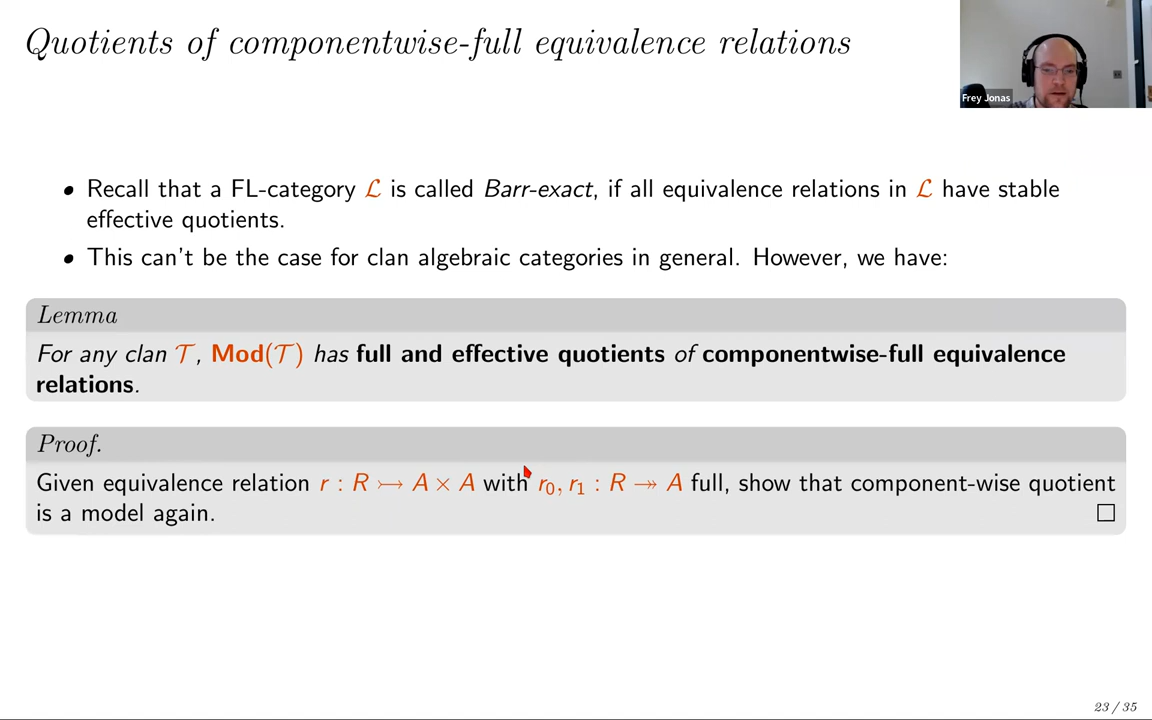 Quotients of componentwise-full equivalence relations
Frey Jonas
• Recall that a FL-category ℒ is called Barr-exact, if all equivalence relations in ℒ have stable
effective quotients.
• This can't be the case for clan algebraic categories in general. However, we have:
Lemma
For any clan 𝒯, Mod(𝒯) has full and effective quotients of componentwise-full equivalence
relations.
Proof.
Given equivalence relation r : R ↣ A × A with r₀, r₁ : R ↠ A full, show that component-wise quotient
is a model again. □
23 / 35